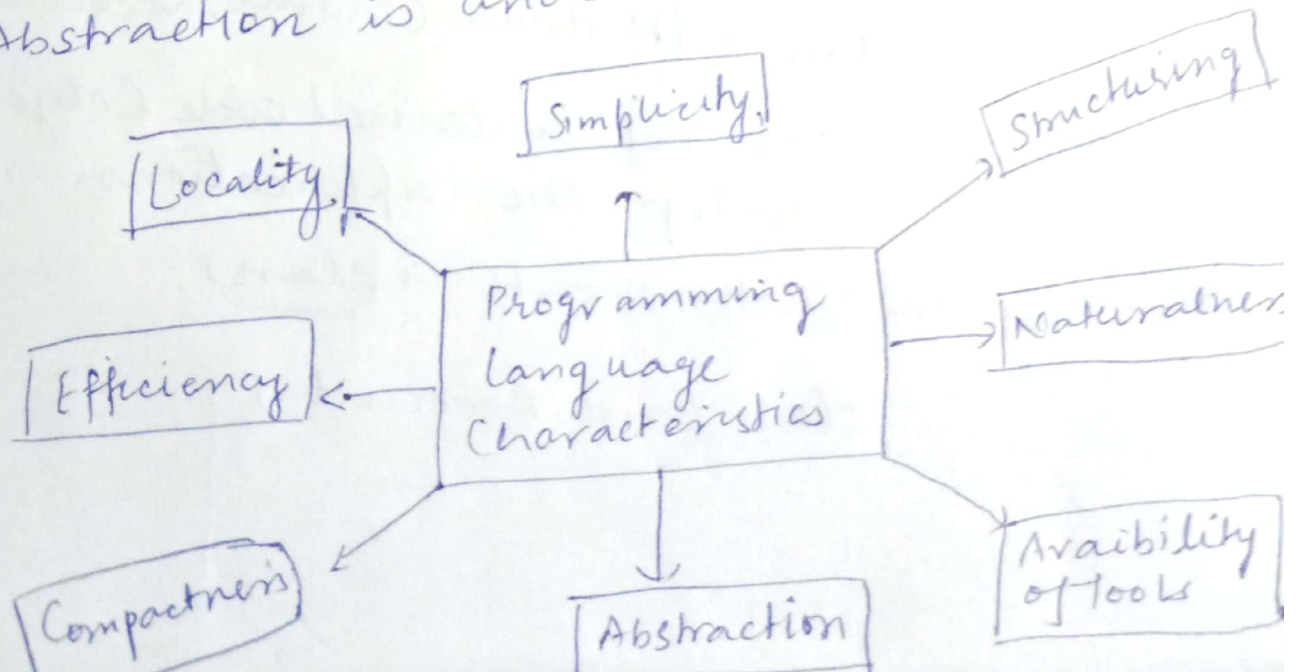 Abstraction is
Simplicity
Structuring
Locality
Programming
Language
Characteristics
Naturalnes
Efficiency
Avaibility
of Tools
Compactness
Abstraction